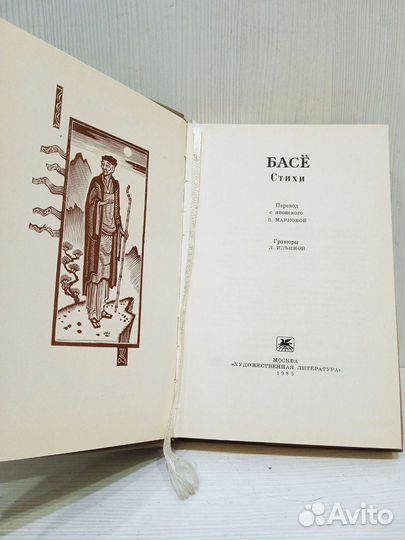 БАСЁ
Стихи
Перевод
с японского
В. МАРКОВОЙ
Гравюры
Л. ИЛЬИНОЙ
МОСКВА
«ХУДОЖЕСТВЕННАЯ ЛИТЕРАТУРА»
1985
Avito